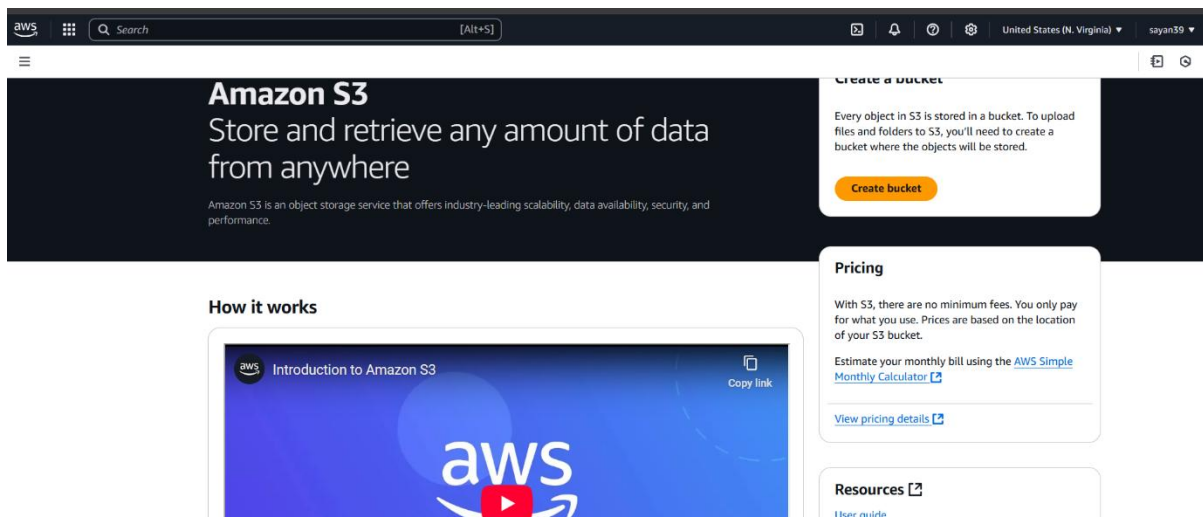 aws
Search
[Alt+S]
United States (N. Virginia)
sayan39
Amazon S3
Store and retrieve any amount of data
from anywhere
Amazon S3 is an object storage service that offers industry-leading scalability, data availability, security, and
performance.
Create a bucket
Every object in S3 is stored in a bucket. To upload
files and folders to S3, you'll need to create a
bucket where the objects will be stored.
Create bucket
How it works
aws
Introduction to Amazon S3
Copy link
aws
Pricing
With S3, there are no minimum fees. You only pay
for what you use. Prices are based on the location
of your S3 bucket.
Estimate your monthly bill using the AWS Simple
Monthly Calculator
View pricing details
Resources
User guide